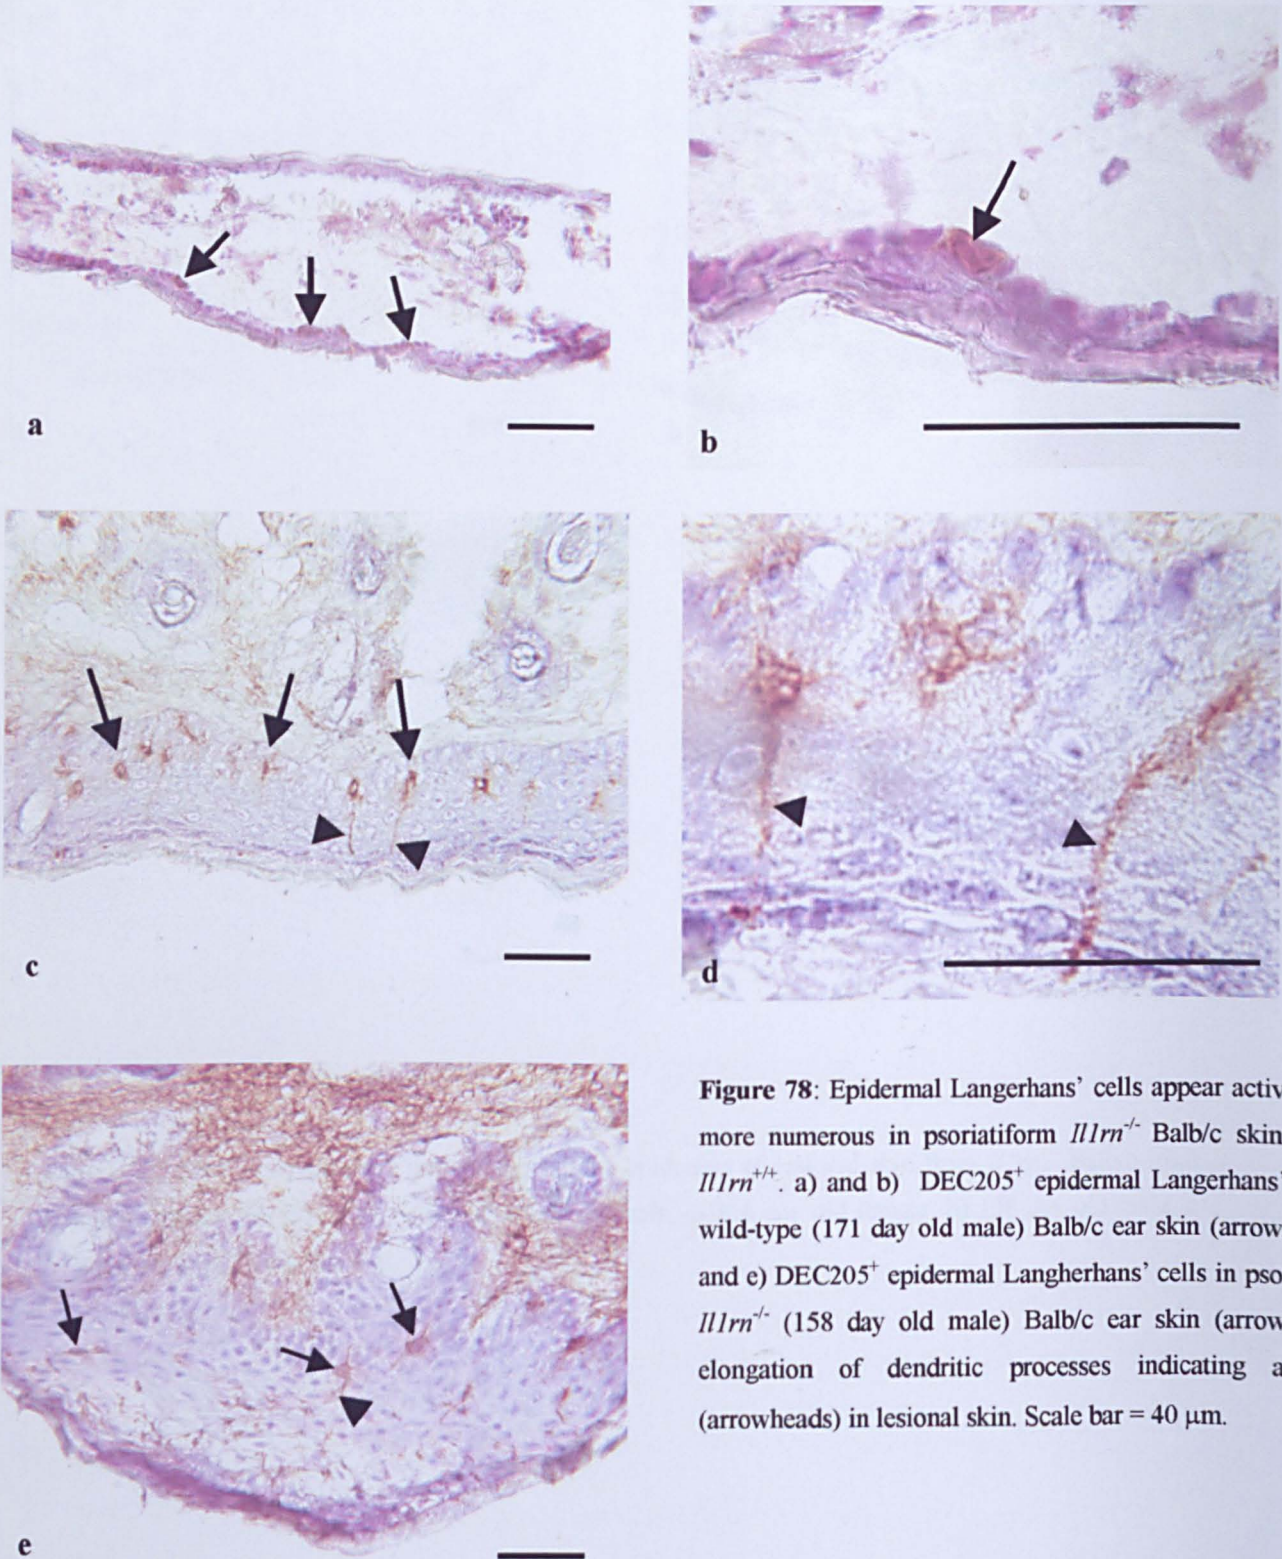 a
b
c
d
e
Figure 78: Epidermal Langerhans’ cells appear activ
more numerous in psoriatiform Il1rn-/- Balb/c skin
Il1rn+/+. a) and b) DEC205+ epidermal Langerhans’
wild-type (171 day old male) Balb/c ear skin (arrow
and e) DEC205+ epidermal Langherhans’ cells in pso
Il1rn-/- (158 day old male) Balb/c ear skin (arrow
elongation of dendritic processes indicating a
(arrowheads) in lesional skin. Scale bar = 40 µm.